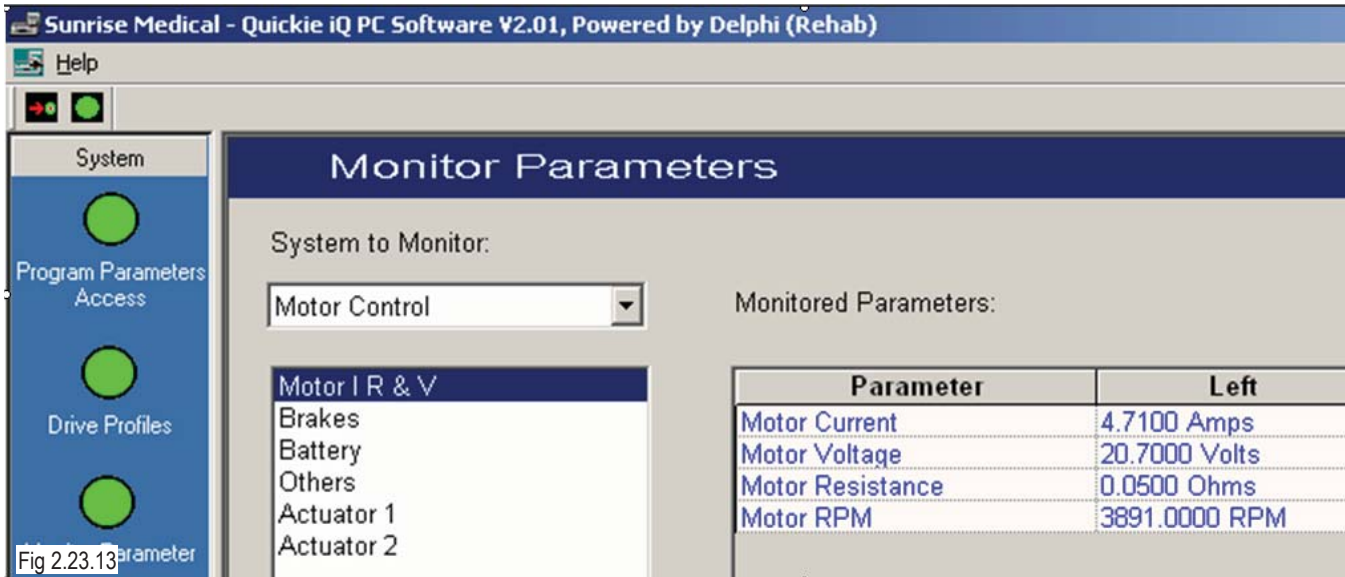 Sunrise Medical - Quickie iQ PC Software V2.01, Powered by Delphi (Rehab)
Help
System
Monitor Parameters
Program Parameters
Access
System to Monitor:
Motor Control
Monitored Parameters:
Drive Profiles
Motor I R & V
Brakes
Battery
Others
Actuator 1
Actuator 2
Parameter Left
Motor Current 4.7100 Amps
Motor Voltage 20.7000 Volts
Motor Resistance 0.0500 Ohms
Motor RPM 3891.0000 RPM
Fig 2.23.13